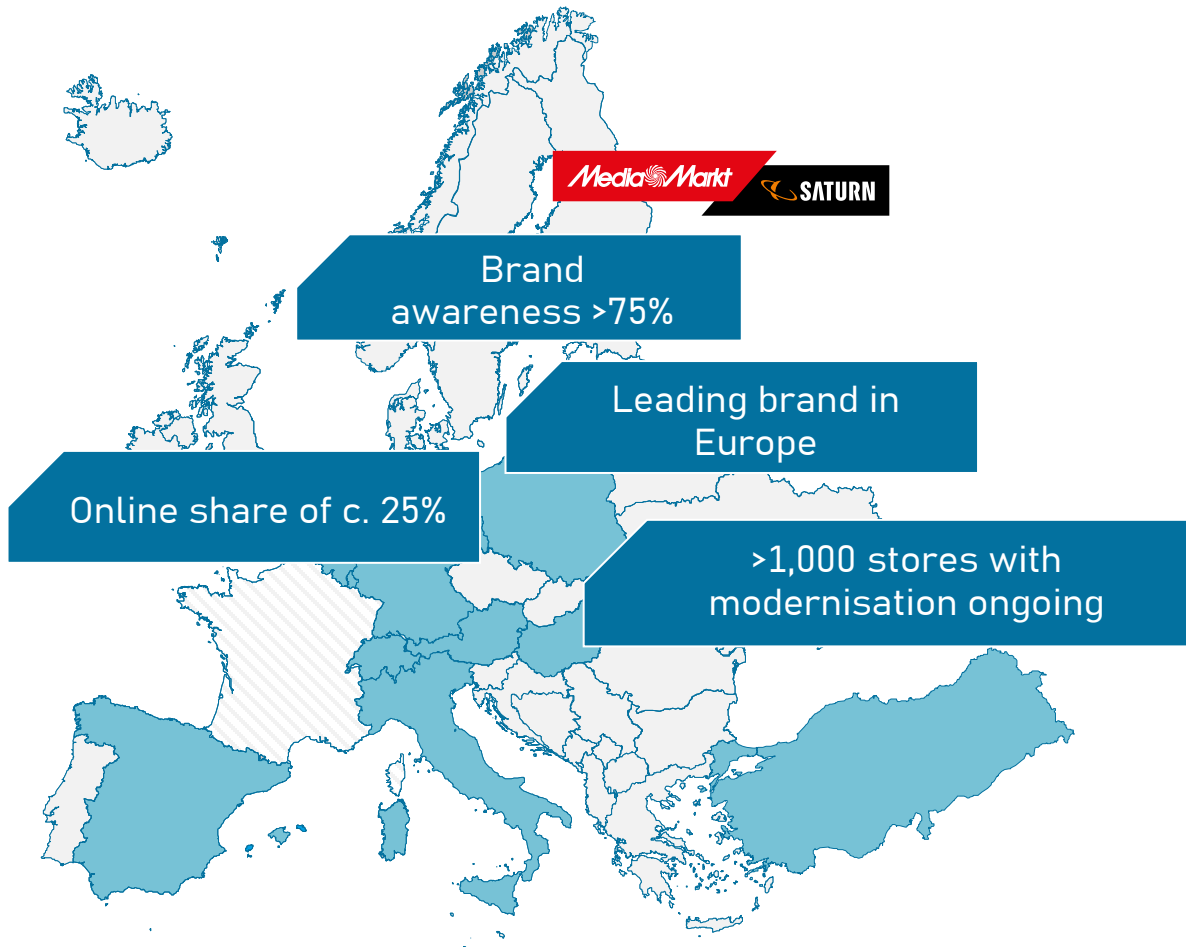 MediaMarkt
SATURN
Brand
awareness >75%
Leading brand in
Europe
Online share of c. 25%
>1,000 stores with
modernisation ongoing